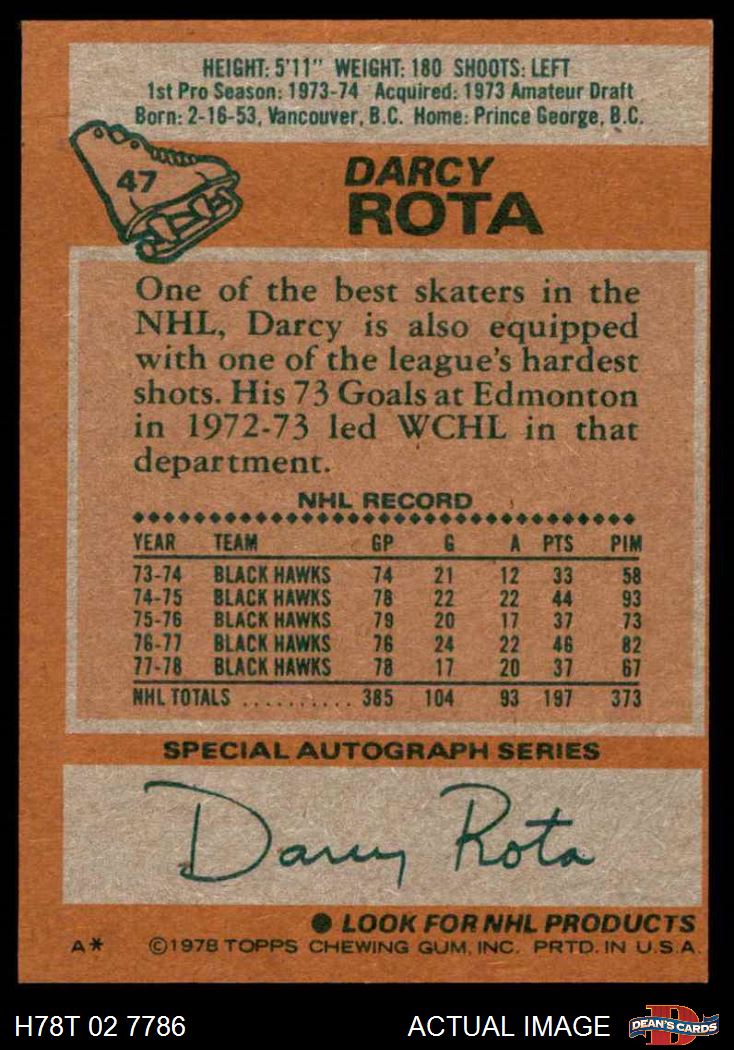 HEIGHT: 5'11" WEIGHT: 180 SHOOTS: LEFT
1st Pro Season: 1973-74 Acquired: 1973 Amateur Draft
Born: 2-16-53, Vancouver, B.C. Home: Prince George, B.C.
47
DARCY
ROTA
One of the best skaters in the
NHL, Darcy is also equipped
with one of the league's hardest
shots. His 73 Goals at Edmonton
in 1972-73 led WCHL in that
department.
NHL RECORD
YEAR TEAM GP G A PTS PIM
73-74 BLACK HAWKS 74 21 12 33 58
74-75 BLACK HAWKS 78 22 22 44 93
75-76 BLACK HAWKS 79 20 17 37 73
76-77 BLACK HAWKS 76 24 22 46 82
77-78 BLACK HAWKS 78 17 20 37 67
NHL TOTALS .......... 385 104 93 197 373
SPECIAL AUTOGRAPH SERIES
Darcy Rota
● LOOK FOR NHL PRODUCTS
A* ©1978 TOPPS CHEWING GUM, INC. PRTD. IN U.S.A.
H78T 02 7786 ACTUAL IMAGE DEAN'S CARDS